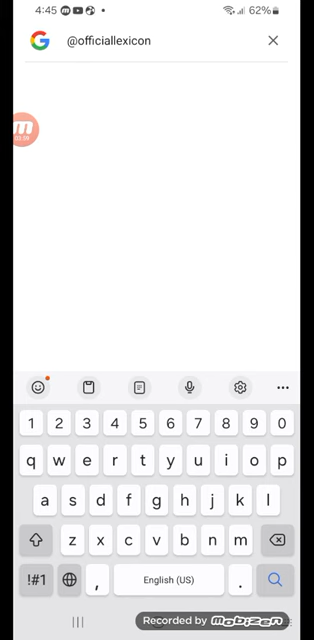 4:45
62%
@officiallexicon
1 2 3 4 5 6 7 8 9 0
q w e r t y u i o p
a s d f g h j k l
z x c v b n m
!#1 , English (US) .
Recorded by mobizen